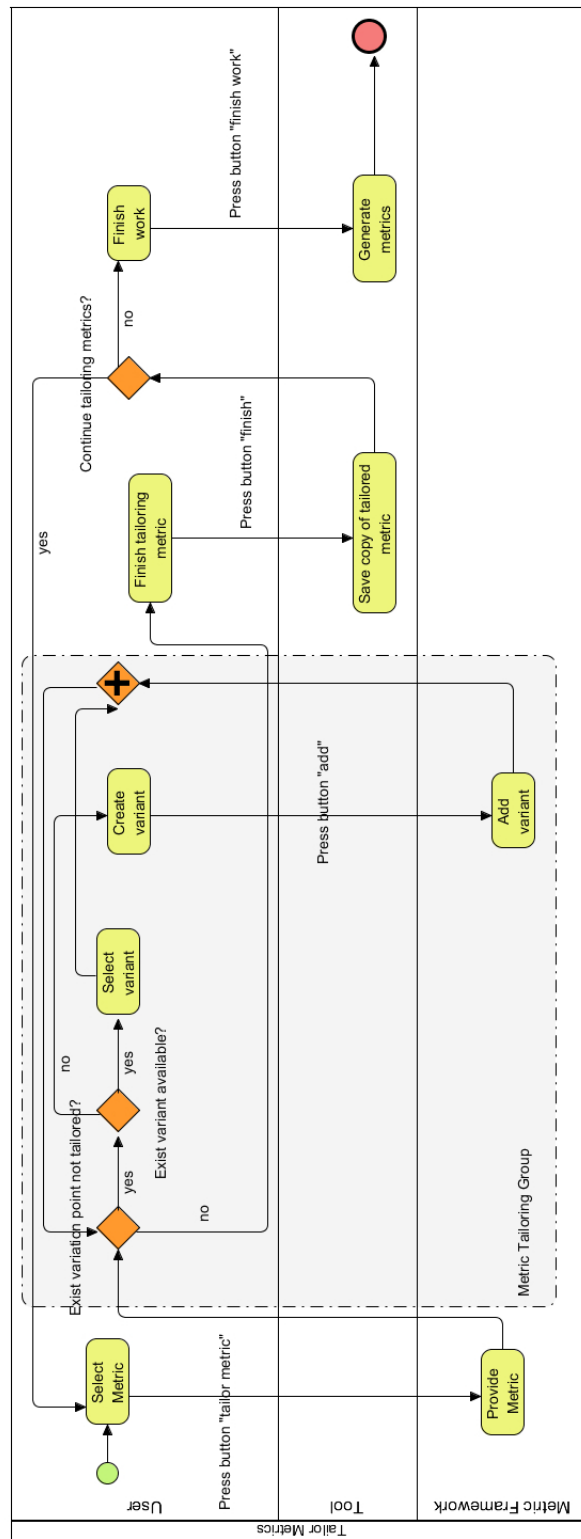 Tailor Metrics
User
Tool
Metric Framework
Select
Metric
Press button "tailor metric"
Provide
Metric
Exist variation point not tailored?
yes
no
Exist variant available?
yes
no
Select
variant
Create
variant
Press button "add"
Add
variant
Metric Tailoring Group
Finish tailoring
metric
Press button "finish"
Save copy of tailored
metric
Continue tailoring metrics?
yes
no
Finish
work
Press button "finish work"
Generate
metrics